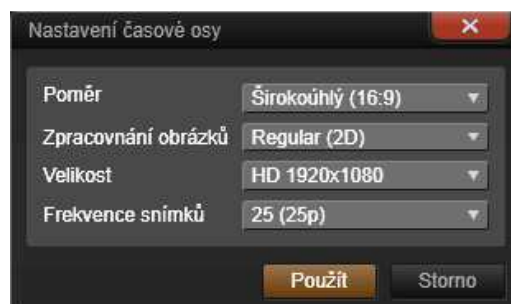 Nastavení časové osy
Poměr Širokoúhlý (16:9)
Zpracovnání obrázků Regular (2D)
Velikost HD 1920x1080
Frekvence snímků 25 (25p)
Použít Storno